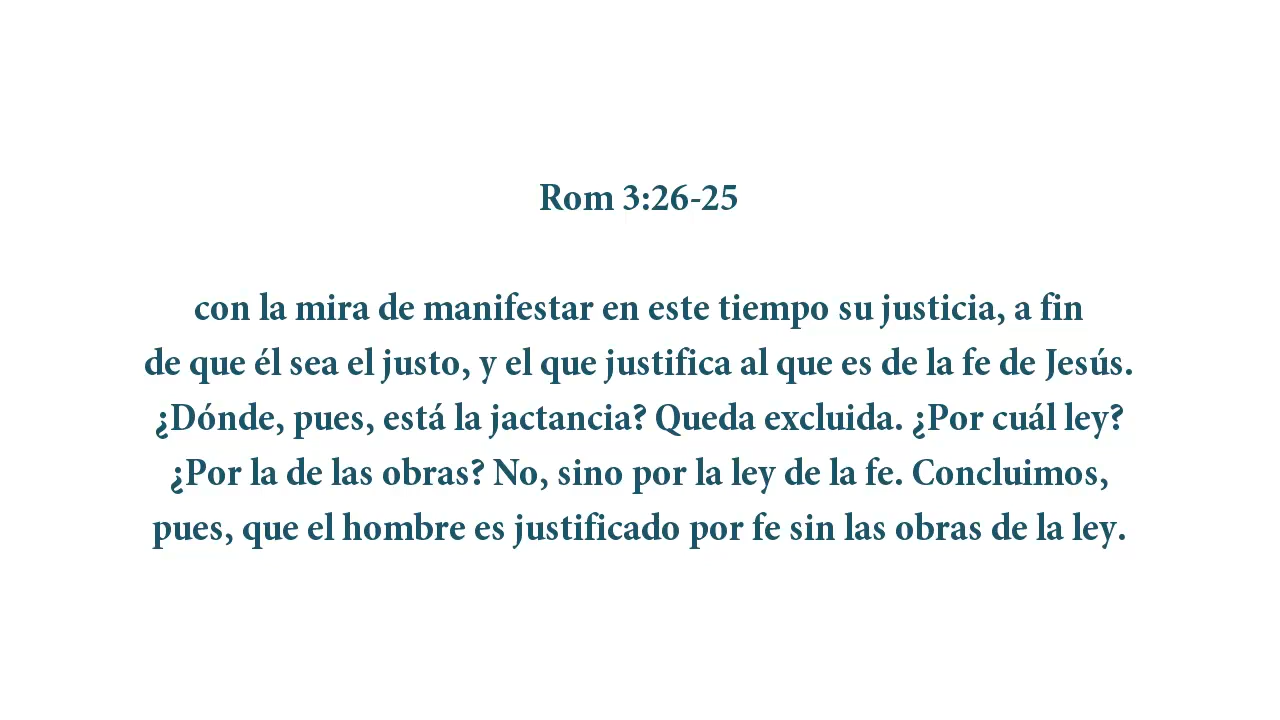 Rom 3:26-25
con la mira de manifestar en este tiempo su justicia, a fin
de que él sea el justo, y el que justifica al que es de la fe de Jesús.
¿Dónde, pues, está la jactancia? Queda excluida. ¿Por cuál ley?
¿Por la de las obras? No, sino por la ley de la fe. Concluimos,
pues, que el hombre es justificado por fe sin las obras de la ley.